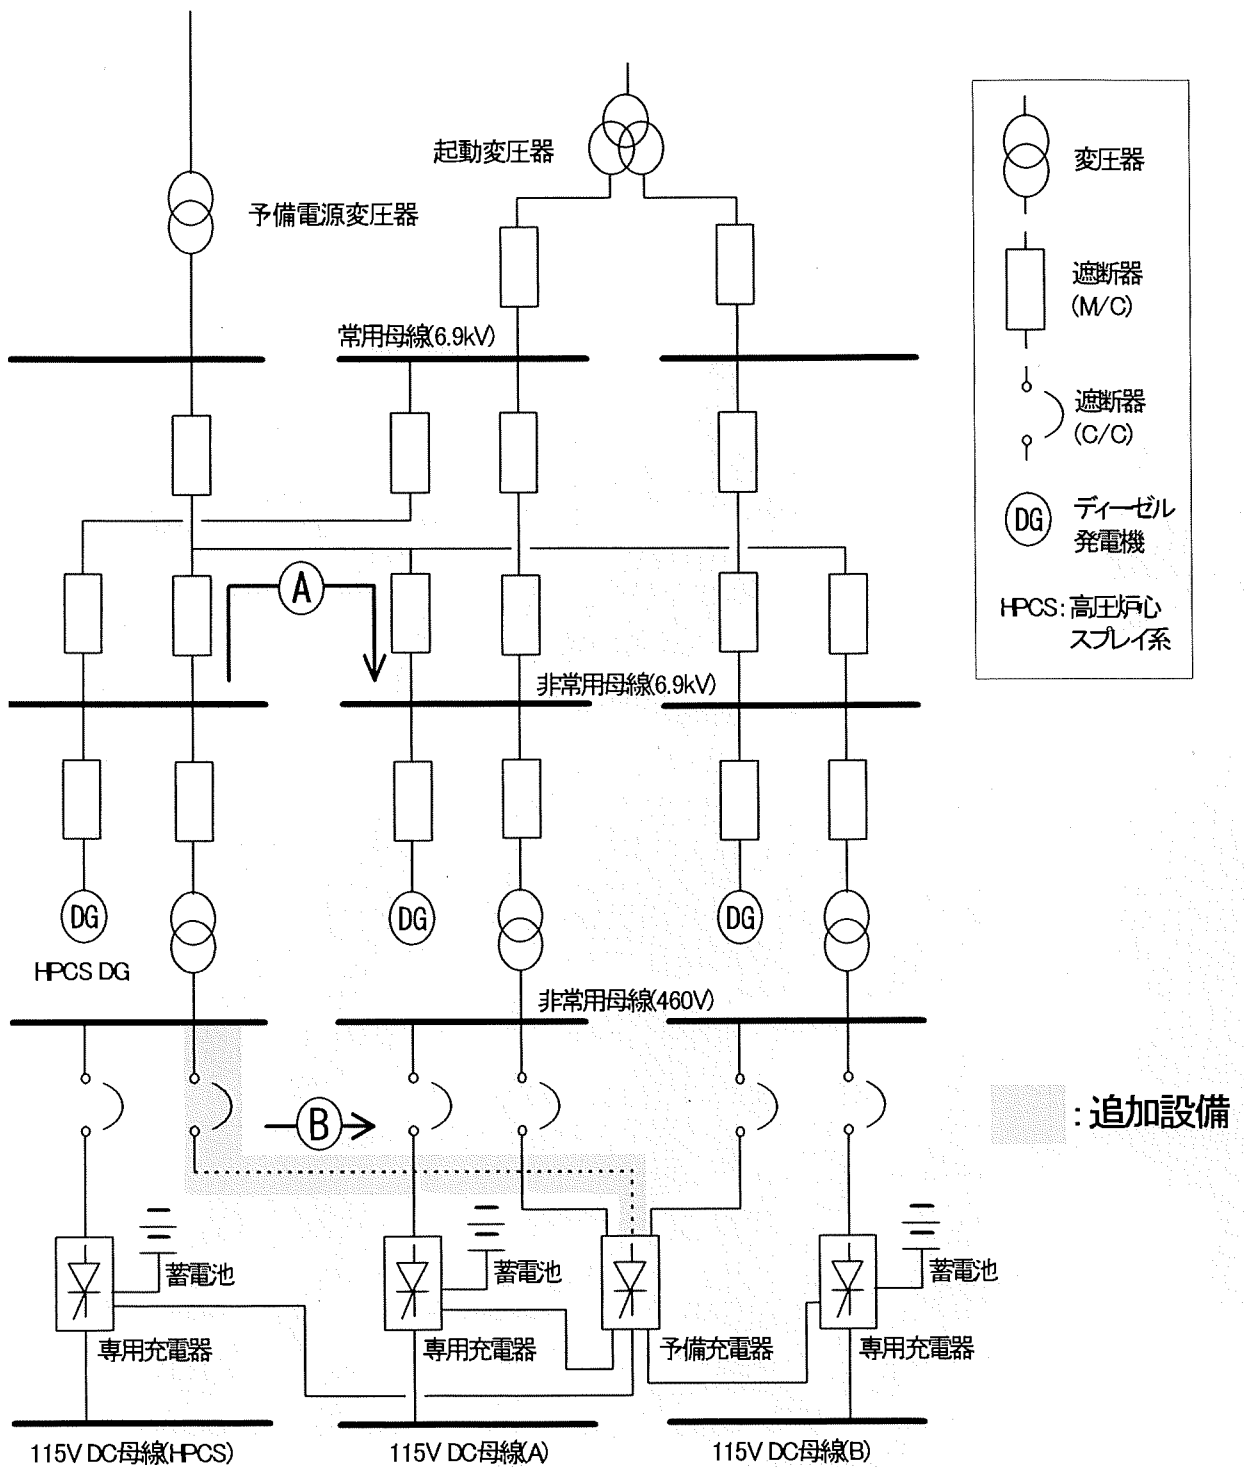 起動変圧器
予備電源変圧器
常用母線(6.9kV)
A
非常用母線(6.9kV)
DG
DG
DG
HPCS DG
非常用母線(460V)
B
蓄電池
蓄電池
蓄電池
専用充電器
専用充電器
予備充電器
専用充電器
115V DC母線(HPCS)
115V DC母線(A)
115V DC母線(B)
変圧器
遮断器
(M/C)
遮断器
(C/C)
DG
ディーゼル
発電機
HPCS:高圧炉心
スプレイ系
:追加設備